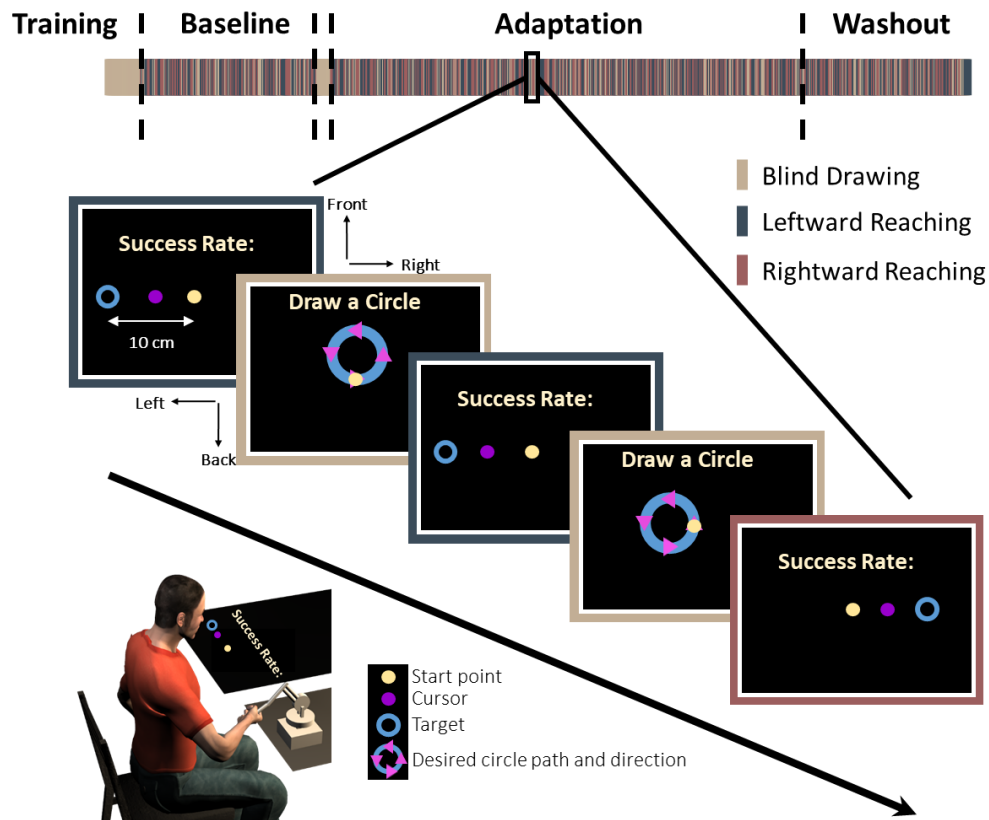 Training
Baseline
Adaptation
Washout
Blind Drawing
Leftward Reaching
Rightward Reaching
Front
Right
Success Rate:
10 cm
Left
Back
Draw a Circle
Success Rate:
Draw a Circle
Success Rate:
Success Rate:
Start point
Cursor
Target
Desired circle path and direction